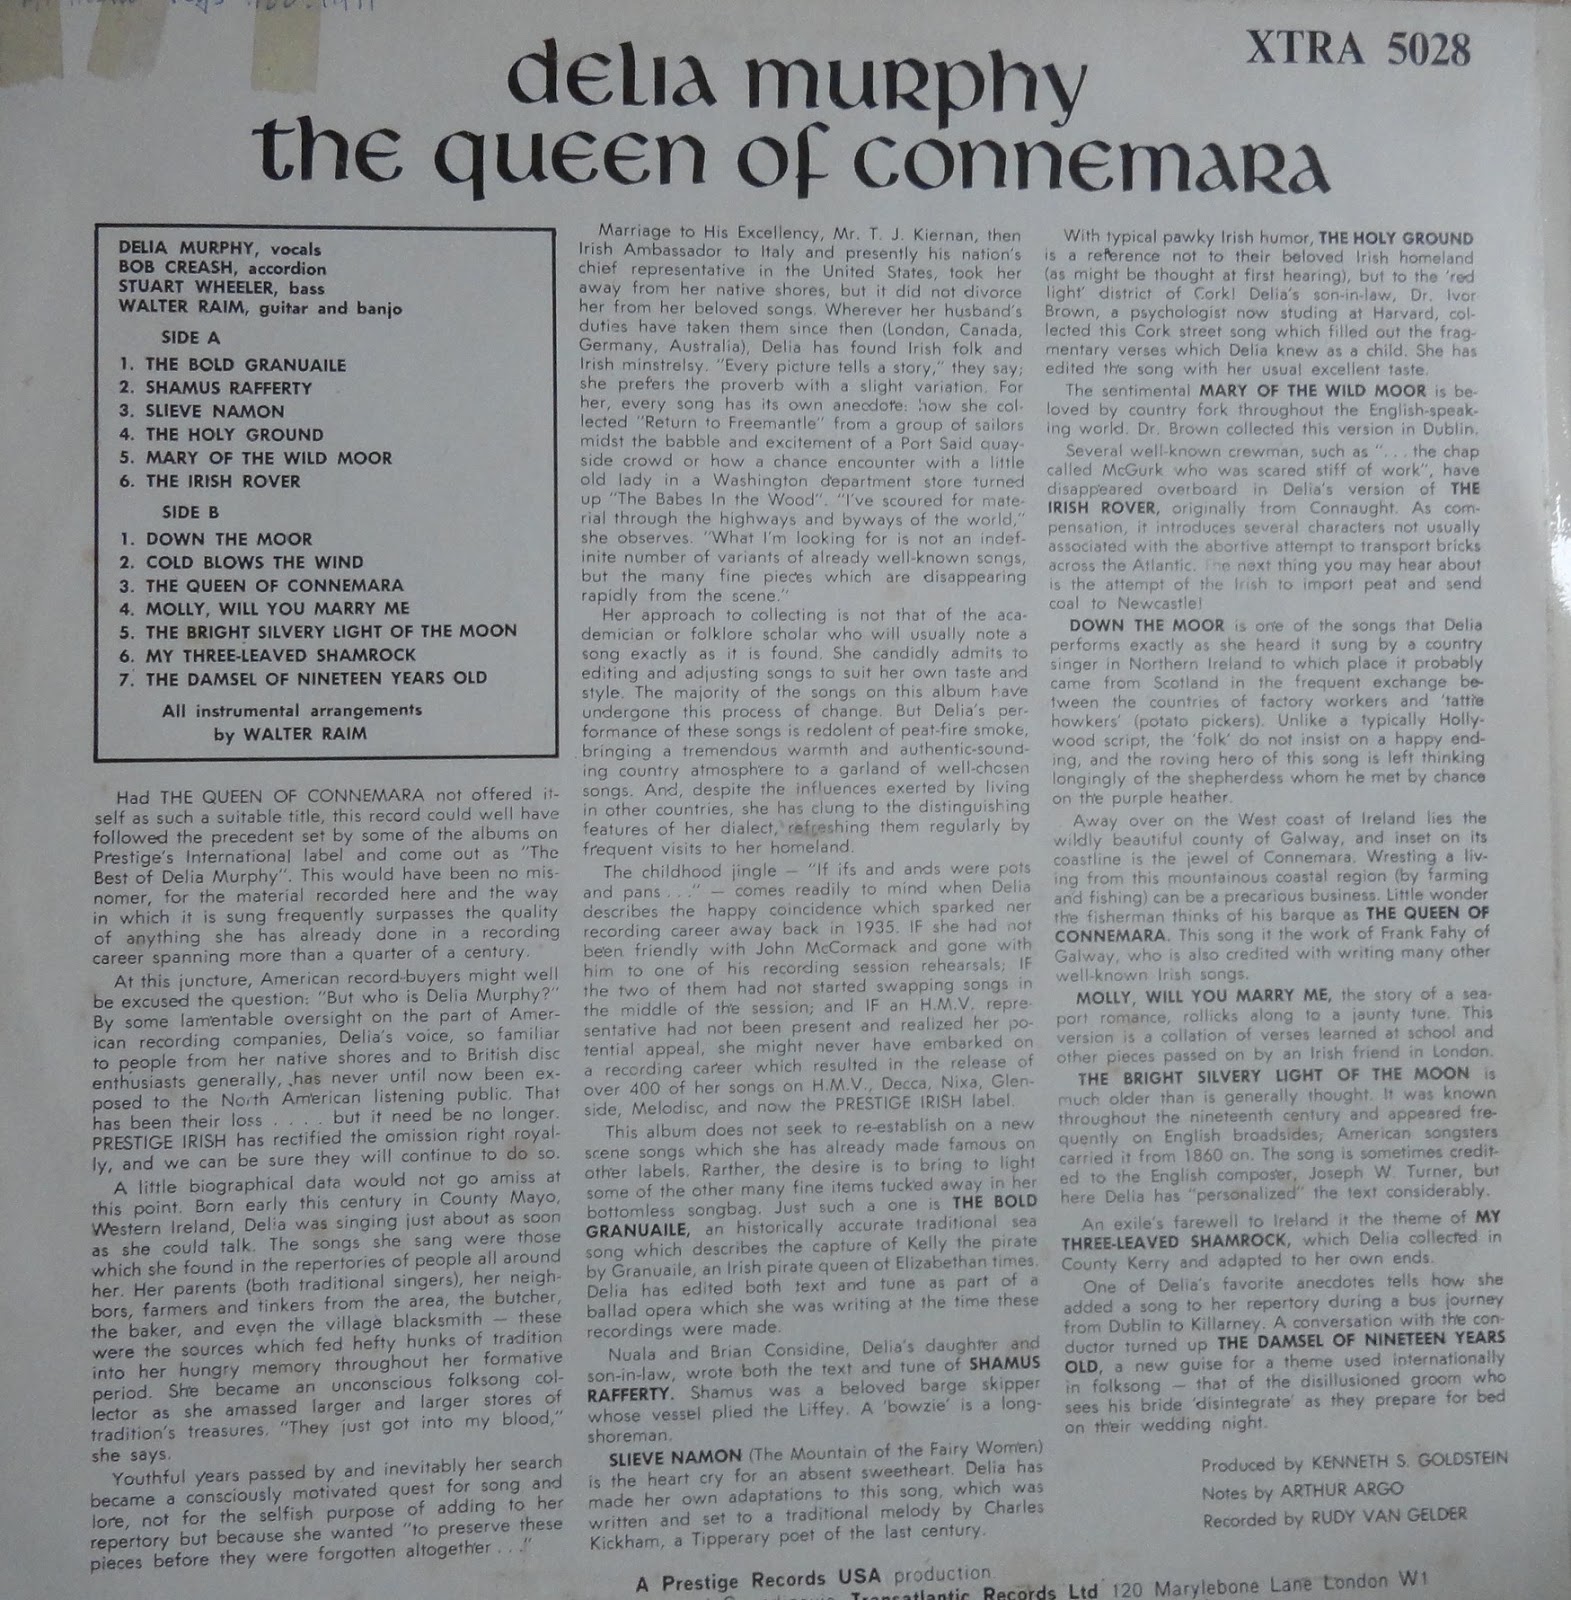 XTRA 5028
delia murphy
the queen of connemara
DELIA MURPHY, vocals
BOB CREASH, accordion
STUART WHEELER, bass
WALTER RAIM, guitar and banjo
SIDE A
1. THE BOLD GRANUAILE
2. SHAMUS RAFFERTY
3. SLIEVE NAMON
4. THE HOLY GROUND
5. MARY OF THE WILD MOOR
6. THE IRISH ROVER
SIDE B
1. DOWN THE MOOR
2. COLD BLOWS THE WIND
3. THE QUEEN OF CONNEMARA
4. MOLLY, WILL YOU MARRY ME
5. THE BRIGHT SILVERY LIGHT OF THE MOON
6. MY THREE-LEAVED SHAMROCK
7. THE DAMSEL OF NINETEEN YEARS OLD
All instrumental arrangements
by WALTER RAIM
Had THE QUEEN OF CONNEMARA not offered it-
self as such a suitable title, this record could well have
followed the precedent set by some of the albums on
Prestige's International label and come out as "The
Best of Delia Murphy". This would have been no mis-
nomer, for the material recorded here and the way
in which it is sung frequently surpasses the quality
of anything she has already done in a recording
career spanning more than a quarter of a century.
At this juncture, American record-buyers might well
be excused the question: "But who is Delia Murphy?"
By some lamentable oversight on the part of Amer-
ican recording companies, Delia's voice, so familiar
to people from her native shores and to British disc
enthusiasts generally, has never until now been ex-
posed to the North American listening public. That
has been their loss . . . . but it need be no longer.
PRESTIGE IRISH has rectified the omission right royal-
ly, and we can be sure they will continue to do so.
A little biographical data would not go amiss at
this point. Born early this century in County Mayo,
Western Ireland, Delia was singing just about as soon
as she could talk. The songs she sang were those
which she found in the repertories of people all around
her. Her parents (both traditional singers), her neigh-
bors, farmers and tinkers from the area, the butcher,
the baker, and even the village blacksmith — these
were the sources which fed hefty hunks of tradition
into her hungry memory throughout her formative
period. She became an unconscious folksong col-
lector as she amassed larger and larger stores of
tradition's treasures. "They just got into my blood,"
she says.
Youthful years passed by and inevitably her search
became a consciously motivated quest for song and
lore, not for the selfish purpose of adding to her
repertory but because she wanted "to preserve these
pieces before they were forgotten altogether . . ."
Marriage to His Excellency, Mr. T. J. Kiernan, then
Irish Ambassador to Italy and presently his nation's
chief representative in the United States, took her
away from her native shores, but it did not divorce
her from her beloved songs. Wherever her husband's
duties have taken them since then (London, Canada,
Germany, Australia), Delia has found Irish folk and
Irish minstrelsy. "Every picture tells a story," they say;
she prefers the proverb with a slight variation. For
her, every song has its own anecdote: how she col-
lected "Return to Freemantle" from a group of sailors
midst the babble and excitement of a Port Said quay-
side crowd or how a chance encounter with a little
old lady in a Washington department store turned
up "The Babes In the Wood". "I've scoured for mate-
rial through the highways and byways of the world,"
she observes. "What I'm looking for is not an indef-
inite number of variants of already well-known songs,
but the many fine pieces which are disappearing
rapidly from the scene."
Her approach to collecting is not that of the aca-
demician or folklore scholar who will usually note a
song exactly as it is found. She candidly admits to
editing and adjusting songs to suit her own taste and
style. The majority of the songs on this album have
undergone this process of change. But Delia's per-
formance of these songs is redolent of peat-fire smoke,
bringing a tremendous warmth and authentic-sound-
ing country atmosphere to a garland of well-chosen
songs. And, despite the influences exerted by living
in other countries, she has clung to the distinguishing
features of her dialect, refreshing them regularly by
frequent visits to her homeland.
The childhood jingle — "If ifs and ands were pots
and pans . . ." — comes readily to mind when Delia
describes the happy coincidence which sparked her
recording career away back in 1935. IF she had not
been friendly with John McCormack and gone with
him to one of his recording session rehearsals; IF
the two of them had not started swapping songs in
the middle of the session; and IF an H.M.V. repre-
sentative had not been present and realized her po-
tential appeal, she might never have embarked on
a recording career which resulted in the release of
over 400 of her songs on H.M.V., Decca, Nixa, Glen-
side, Melodisc, and now the PRESTIGE IRISH label.
This album does not seek to re-establish on a new
scene songs which she has already made famous on
other labels. Rarther, the desire is to bring to light
some of the other many fine items tucked away in her
bottomless songbag. Just such a one is THE BOLD
GRANUAILE, an historically accurate traditional sea
song which describes the capture of Kelly the pirate
by Granuaile, an Irish pirate queen of Elizabethan times.
Delia has edited both text and tune as part of a
ballad opera which she was writing at the time these
recordings were made.
Nuala and Brian Considine, Delia's daughter and
son-in-law, wrote both the text and tune of SHAMUS
RAFFERTY. Shamus was a beloved barge skipper
whose vessel plied the Liffey. A 'bowzie' is a long-
shoreman.
SLIEVE NAMON (The Mountain of the Fairy Women)
is the heart cry for an absent sweetheart. Delia has
made her own adaptations to this song, which was
written and set to a traditional melody by Charles
Kickham, a Tipperary poet of the last century.
With typical pawky Irish humor, THE HOLY GROUND
is a reference not to their beloved Irish homeland
(as might be thought at first hearing), but to the 'red
light' district of Cork! Delia's son-in-law, Dr. Ivor
Brown, a psychologist now studing at Harvard, col-
lected this Cork street song which filled out the frag-
mentary verses which Delia knew as a child. She has
edited the song with her usual excellent taste.
The sentimental MARY OF THE WILD MOOR is be-
loved by country fork throughout the English-speak-
ing world. Dr. Brown collected this version in Dublin.
Several well-known crewman, such as ". . . the chap
called McGurk who was scared stiff of work", have
disappeared overboard in Delia's version of THE
IRISH ROVER, originally from Connaught. As com-
pensation, it introduces several characters not usually
associated with the abortive attempt to transport bricks
across the Atlantic. The next thing you may hear about
is the attempt of the Irish to import peat and send
coal to Newcastle!
DOWN THE MOOR is one of the songs that Delia
performs exactly as she heard it sung by a country
singer in Northern Ireland to which place it probably
came from Scotland in the frequent exchange be-
tween the countries of factory workers and 'tattie
howkers' (potato pickers). Unlike a typically Holly-
wood script, the 'folk' do not insist on a happy end-
ing, and the roving hero of this song is left thinking
longingly of the shepherdess whom he met by chance
on the purple heather.
Away over on the West coast of Ireland lies the
wildly beautiful county of Galway, and inset on its
coastline is the jewel of Connemara. Wresting a liv-
ing from this mountainous coastal region (by farming
and fishing) can be a precarious business. Little wonder
the fisherman thinks of his barque as THE QUEEN OF
CONNEMARA. This song it the work of Frank Fahy of
Galway, who is also credited with writing many other
well-known Irish songs.
MOLLY, WILL YOU MARRY ME, the story of a sea-
port romance, rollicks along to a jaunty tune. This
version is a collation of verses learned at school and
other pieces passed on by an Irish friend in London.
THE BRIGHT SILVERY LIGHT OF THE MOON is
much older than is generally thought. It was known
throughout the nineteenth century and appeared fre-
quently on English broadsides; American songsters
carried it from 1860 on. The song is sometimes credit-
ed to the English composer, Joseph W. Turner, but
here Delia has "personalized" the text considerably.
An exile's farewell to Ireland it the theme of MY
THREE-LEAVED SHAMROCK, which Delia collected in
County Kerry and adapted to her own ends.
One of Delia's favorite anecdotes tells how she
added a song to her repertory during a bus journey
from Dublin to Killarney. A conversation with the con-
ductor turned up THE DAMSEL OF NINETEEN YEARS
OLD, a new guise for a theme used internationally
in folksong — that of the disillusioned groom who
sees his bride 'disintegrate' as they prepare for bed
on their wedding night.
Produced by KENNETH S. GOLDSTEIN
Notes by ARTHUR ARGO
Recorded by RUDY VAN GELDER
A Prestige Records USA production
Transatlantic Records Ltd 120 Marylebone Lane London W1